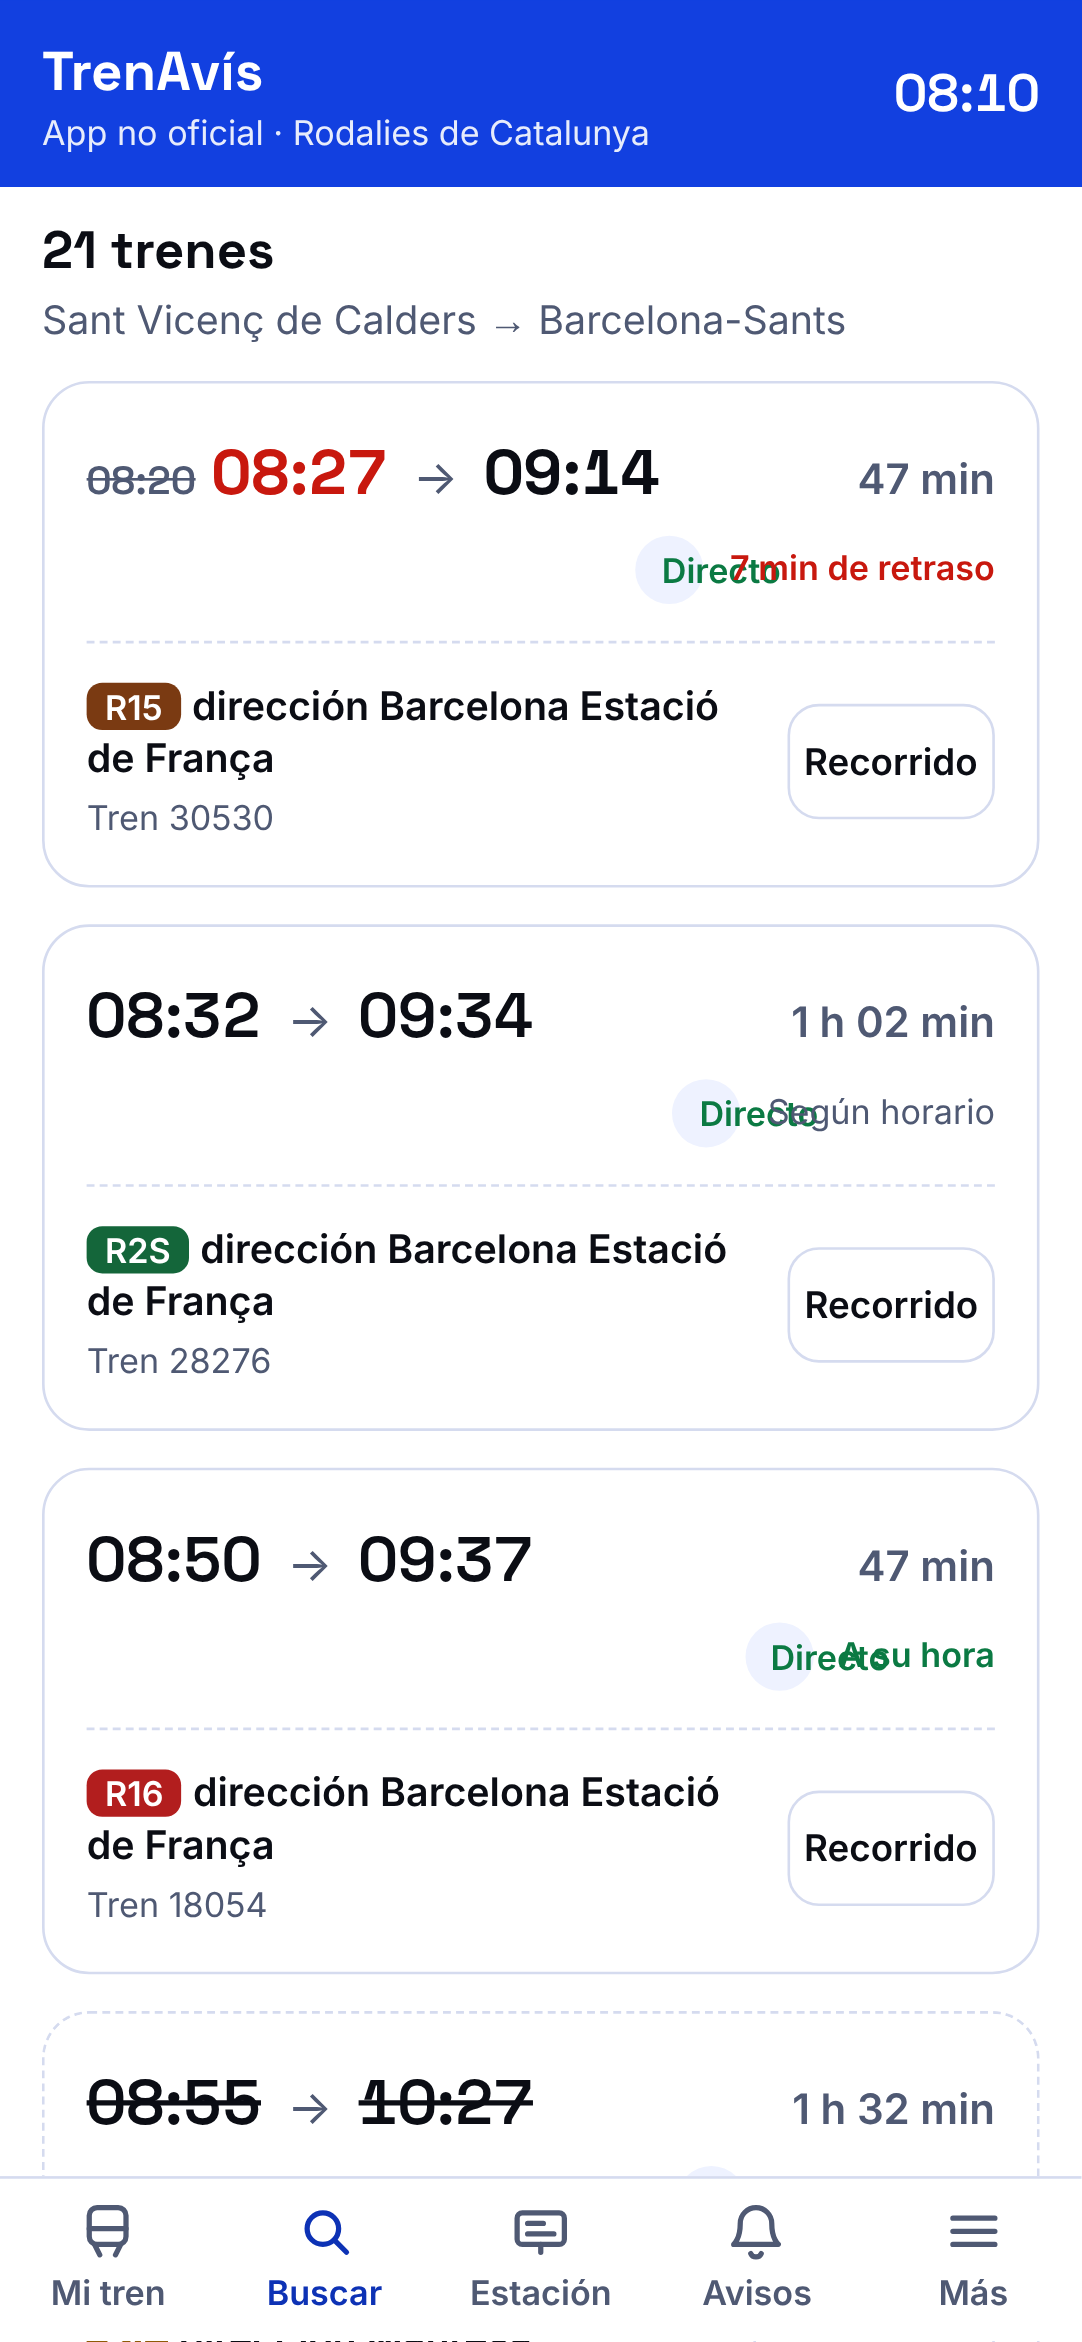 TrenAvís
App no oficial · Rodalies de Catalunya
08:10
21 trenes
Sant Vicenç de Calders → Barcelona-Sants
08:20 08:27 → 09:14 47 min
Directo 7 min de retraso
R15 dirección Barcelona Estació
de França
Tren 30530
Recorrido
08:32 → 09:34 1 h 02 min
Directo Según horario
R2S dirección Barcelona Estació
de França
Tren 28276
Recorrido
08:50 → 09:37 47 min
Directo A su hora
R16 dirección Barcelona Estació
de França
Tren 18054
Recorrido
08:55 → 10:27 1 h 32 min
Mi tren Buscar Estación Avisos Más